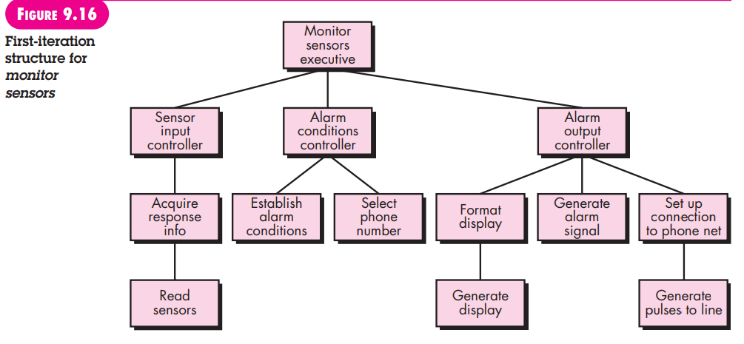 FIGURE 9.16
First-iteration
structure for
monitor
sensors
Monitor
sensors
executive
Sensor
input
controller
Alarm
conditions
controller
Alarm
output
controller
Acquire
response
info
Establish
alarm
conditions
Select
phone
number
Format
display
Generate
alarm
signal
Set up
connection
to phone net
Read
sensors
Generate
display
Generate
pulses to line